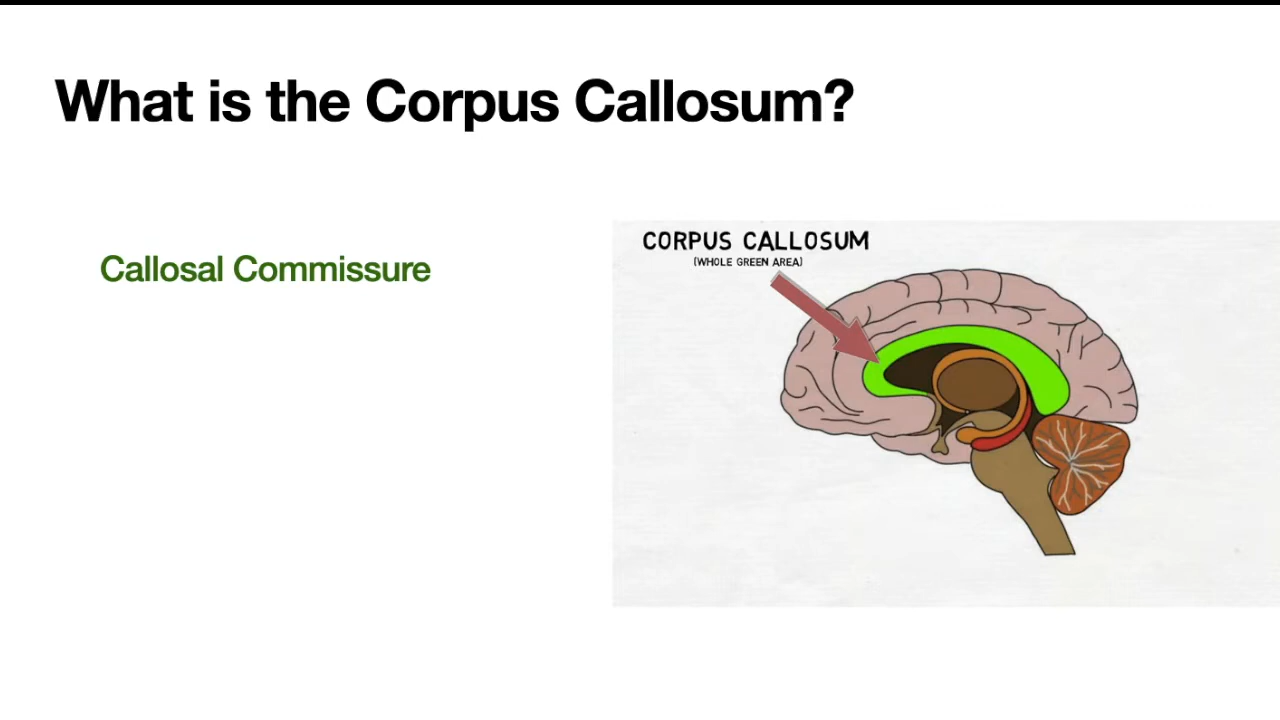 What is the Corpus Callosum?
Callosal Commissure
CORPUS CALLOSUM
(WHOLE GREEN AREA)